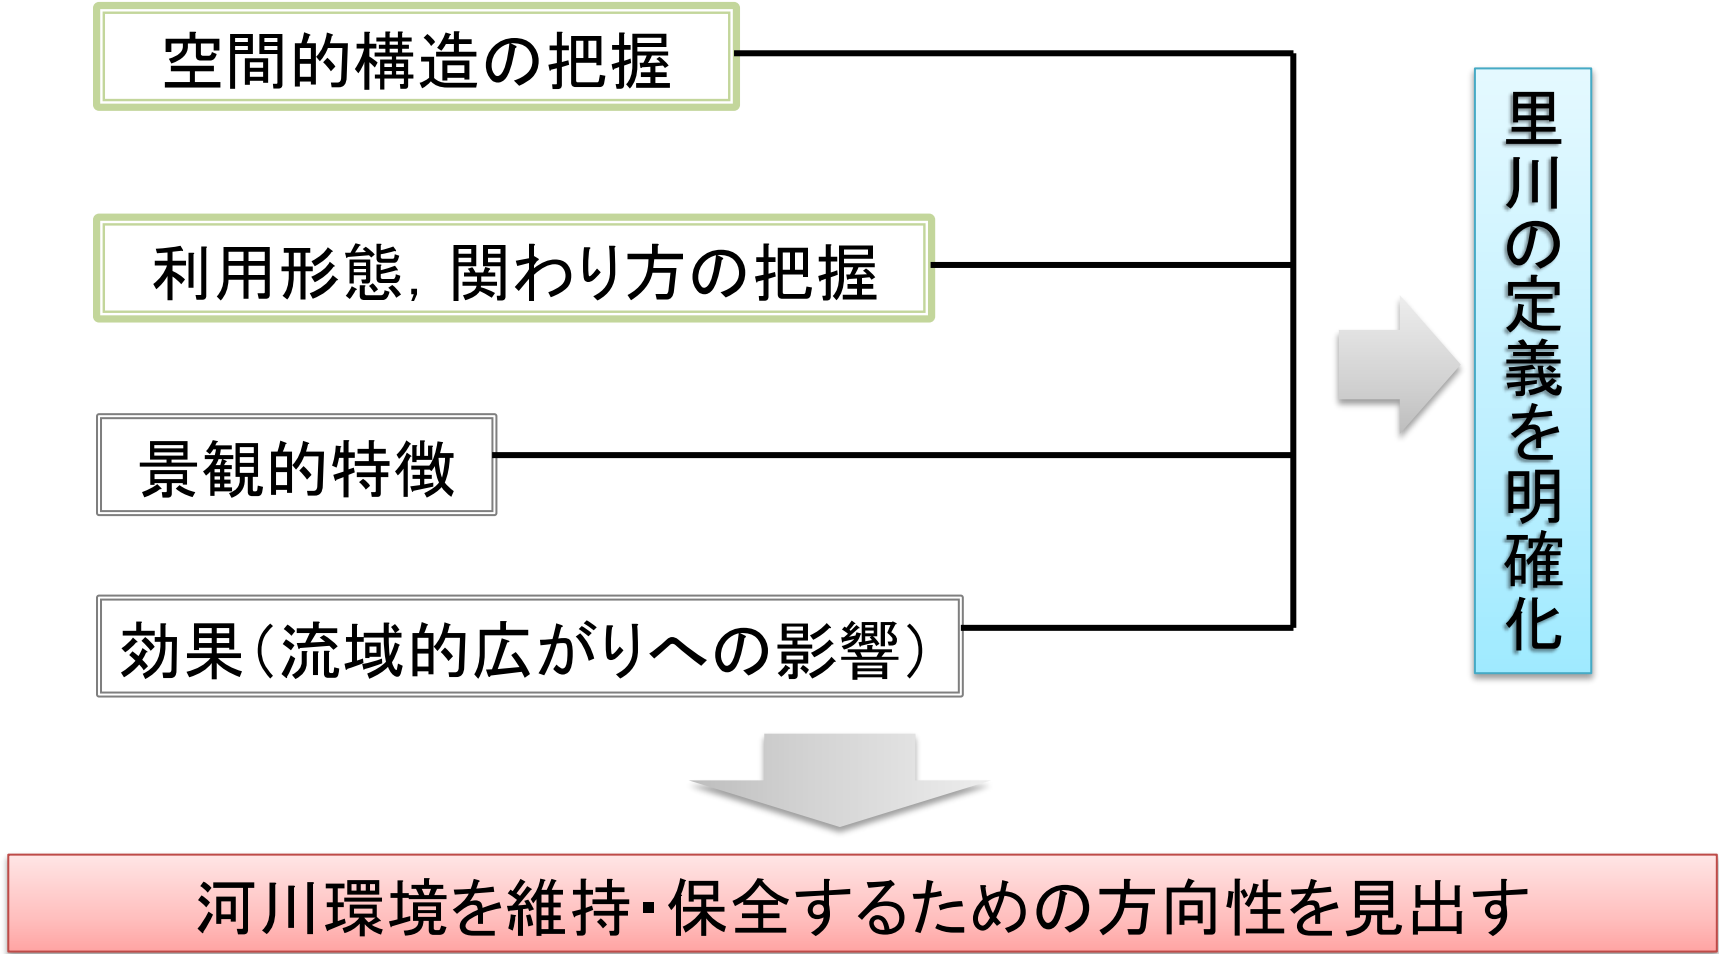 空間的構造の把握
利用形態，関わり方の把握
景観的特徴
効果（流域的広がりへの影響）
里川の定義を明確化
河川環境を維持・保全するための方向性を見出す